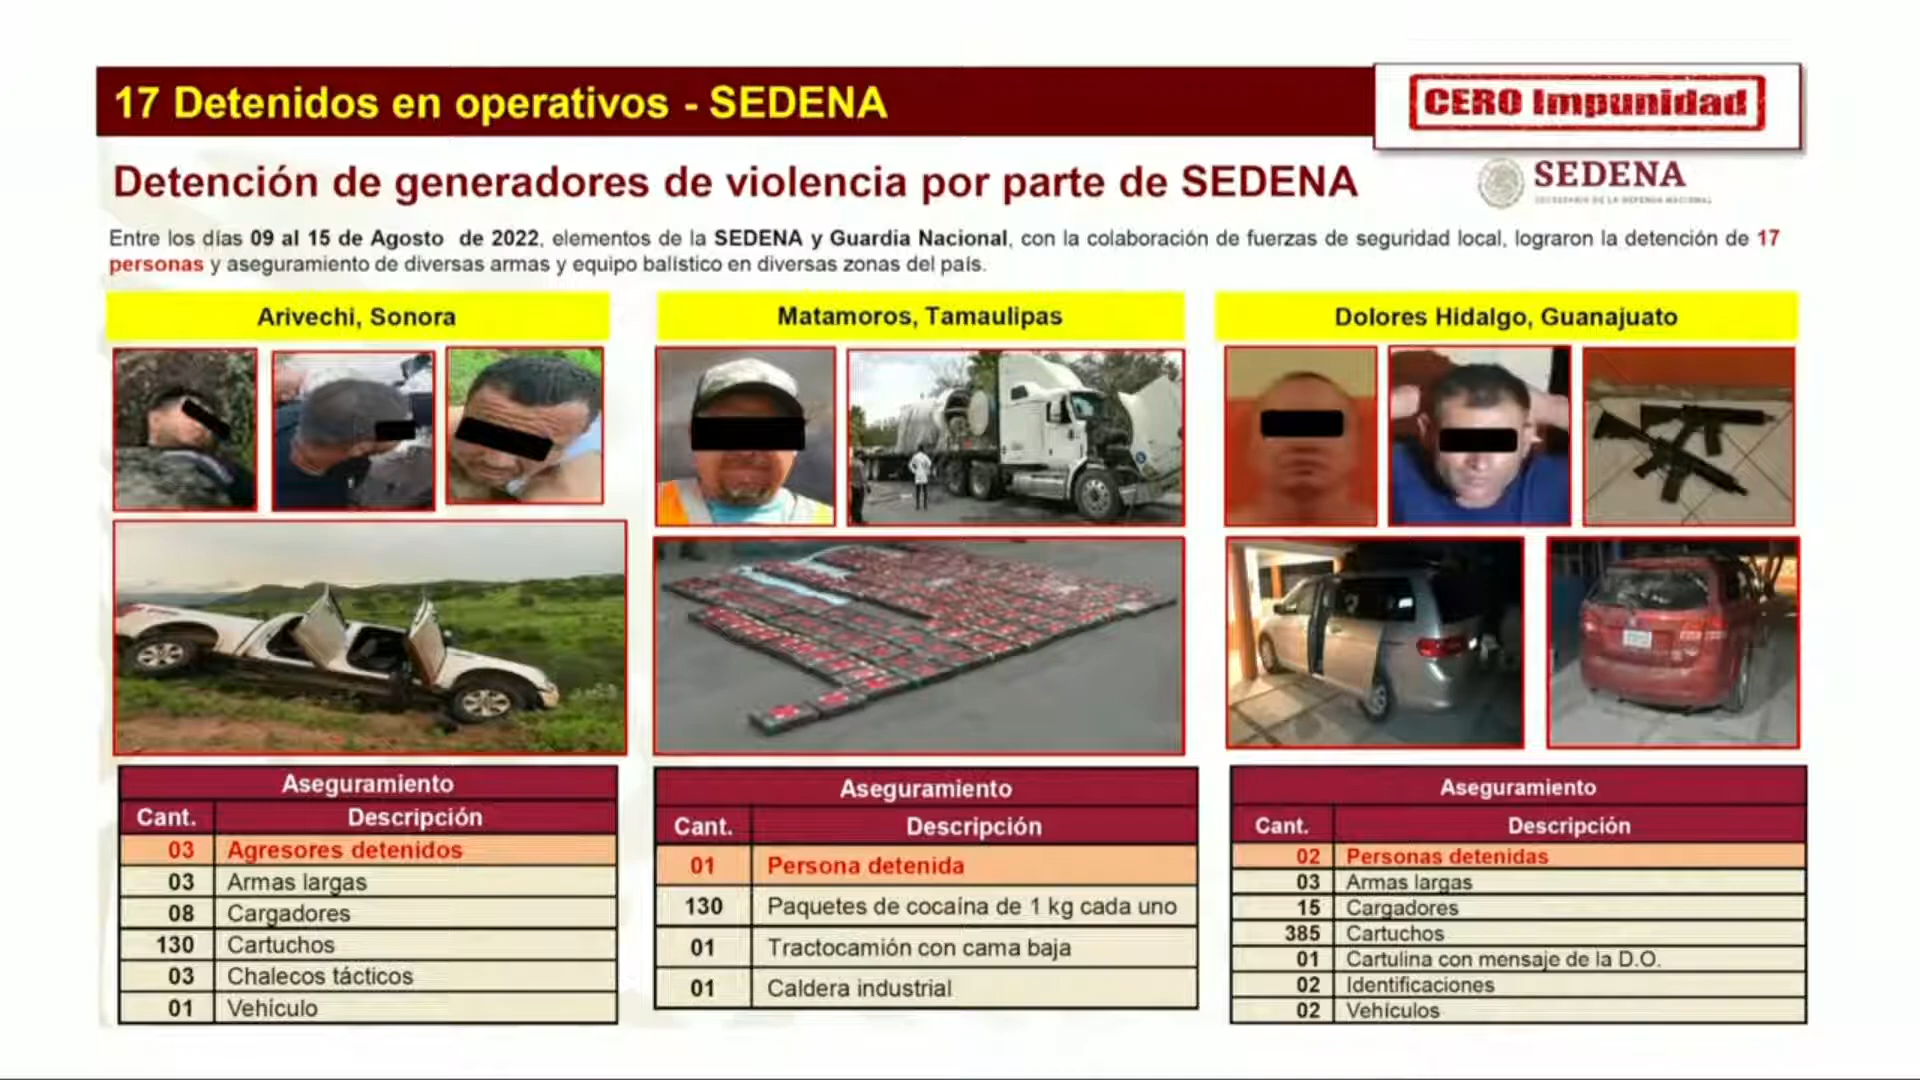 17 Detenidos en operativos - SEDENA
CERO Impunidad
Detención de generadores de violencia por parte de SEDENA
SEDENA
SECRETARÍA DE LA DEFENSA NACIONAL
Entre los días 09 al 15 de Agosto de 2022, elementos de la SEDENA y Guardia Nacional, con la colaboración de fuerzas de seguridad local, lograron la detención de 17
personas y aseguramiento de diversas armas y equipo balístico en diversas zonas del país.
Arivechi, Sonora
Aseguramiento
Cant. Descripción
03 Agresores detenidos
03 Armas largas
08 Cargadores
130 Cartuchos
03 Chalecos tácticos
01 Vehículo
Matamoros, Tamaulipas
Aseguramiento
Cant. Descripción
01 Persona detenida
130 Paquetes de cocaína de 1 kg cada uno
01 Tractocamión con cama baja
01 Caldera industrial
Dolores Hidalgo, Guanajuato
Aseguramiento
Cant. Descripción
02 Personas detenidas
03 Armas largas
15 Cargadores
385 Cartuchos
01 Cartulina con mensaje de la D.O.
02 Identificaciones
02 Vehículos